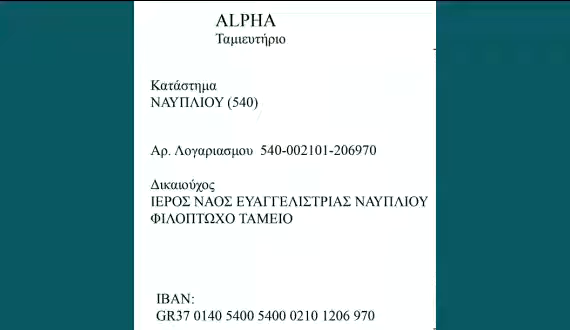 ALPHA
Ταμιευτήριο
Κατάστημα
ΝΑΥΠΛΙΟΥ (540)
Αρ. Λογαριασμου 540-002101-206970
Δικαιούχος
ΙΕΡΟΣ ΝΑΟΣ ΕΥΑΓΓΕΛΙΣΤΡΙΑΣ ΝΑΥΠΛΙΟΥ
ΦΙΛΟΠΤΩΧΟ ΤΑΜΕΙΟ
IBAN:
GR37 0140 5400 5400 0210 1206 970